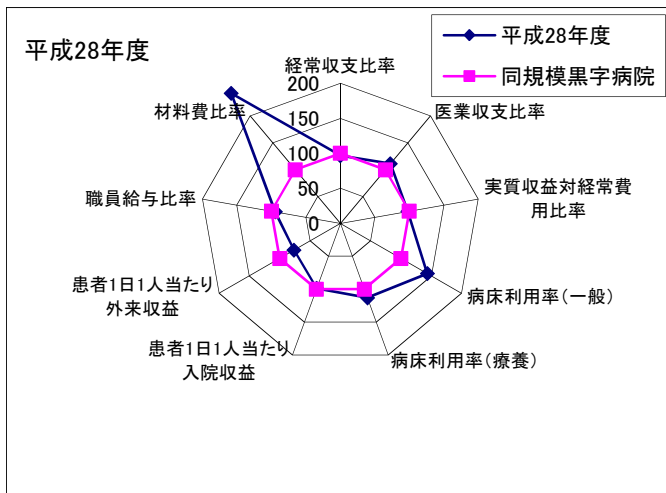 平成28年度
平成28年度
同規模黒字病院
経常収支比率
医業収支比率
実質収益対経常費
用比率
病床利用率(一般)
病床利用率(療養)
患者1日1人当たり
入院収益
患者1日1人当たり
外来収益
職員給与比率
材料費比率
200
150
100
50
0